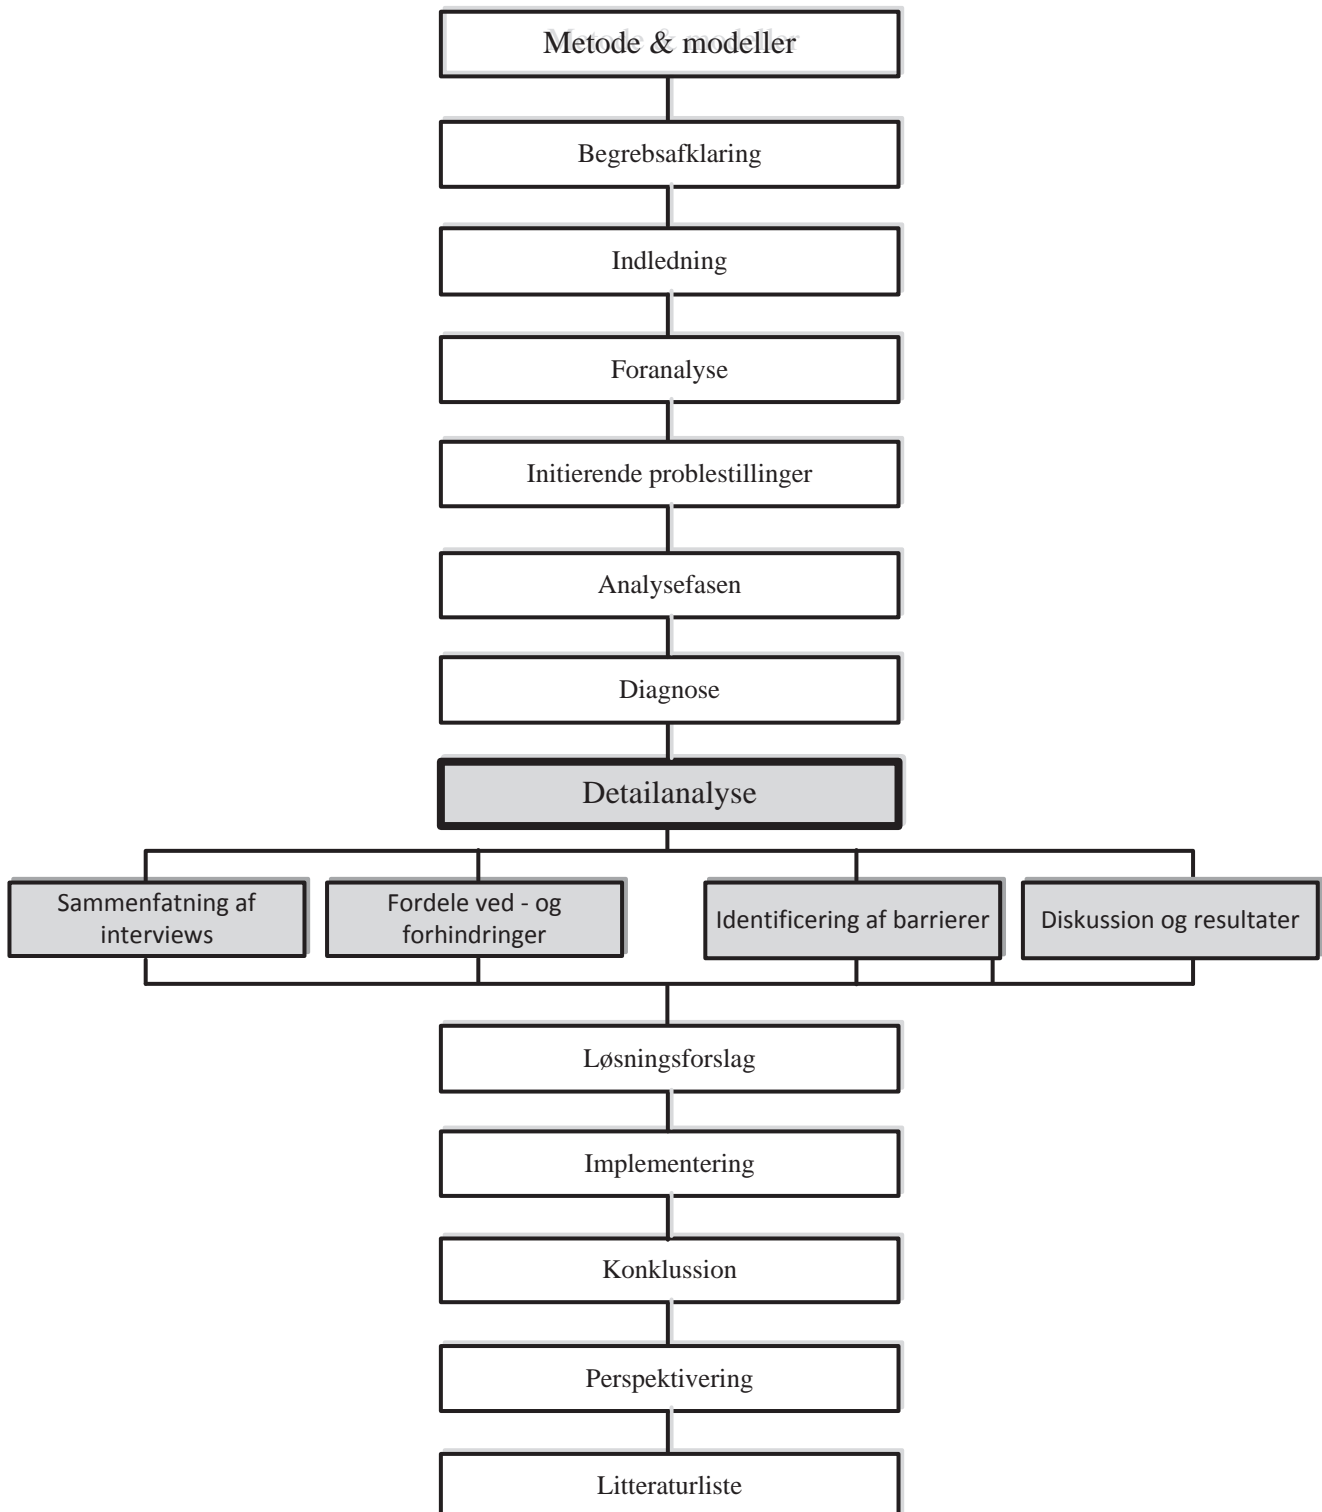 Metode & modeller
Begrebsafklaring
Indledning
Foranalyse
Initierende problestillinger
Analysefasen
Diagnose
Detailanalyse
Sammenfatning af
interviews
Fordele ved - og
forhindringer
Identificering af barrierer
Diskussion og resultater
Løsningsforslag
Implementering
Konklussion
Perspektivering
Litteraturliste